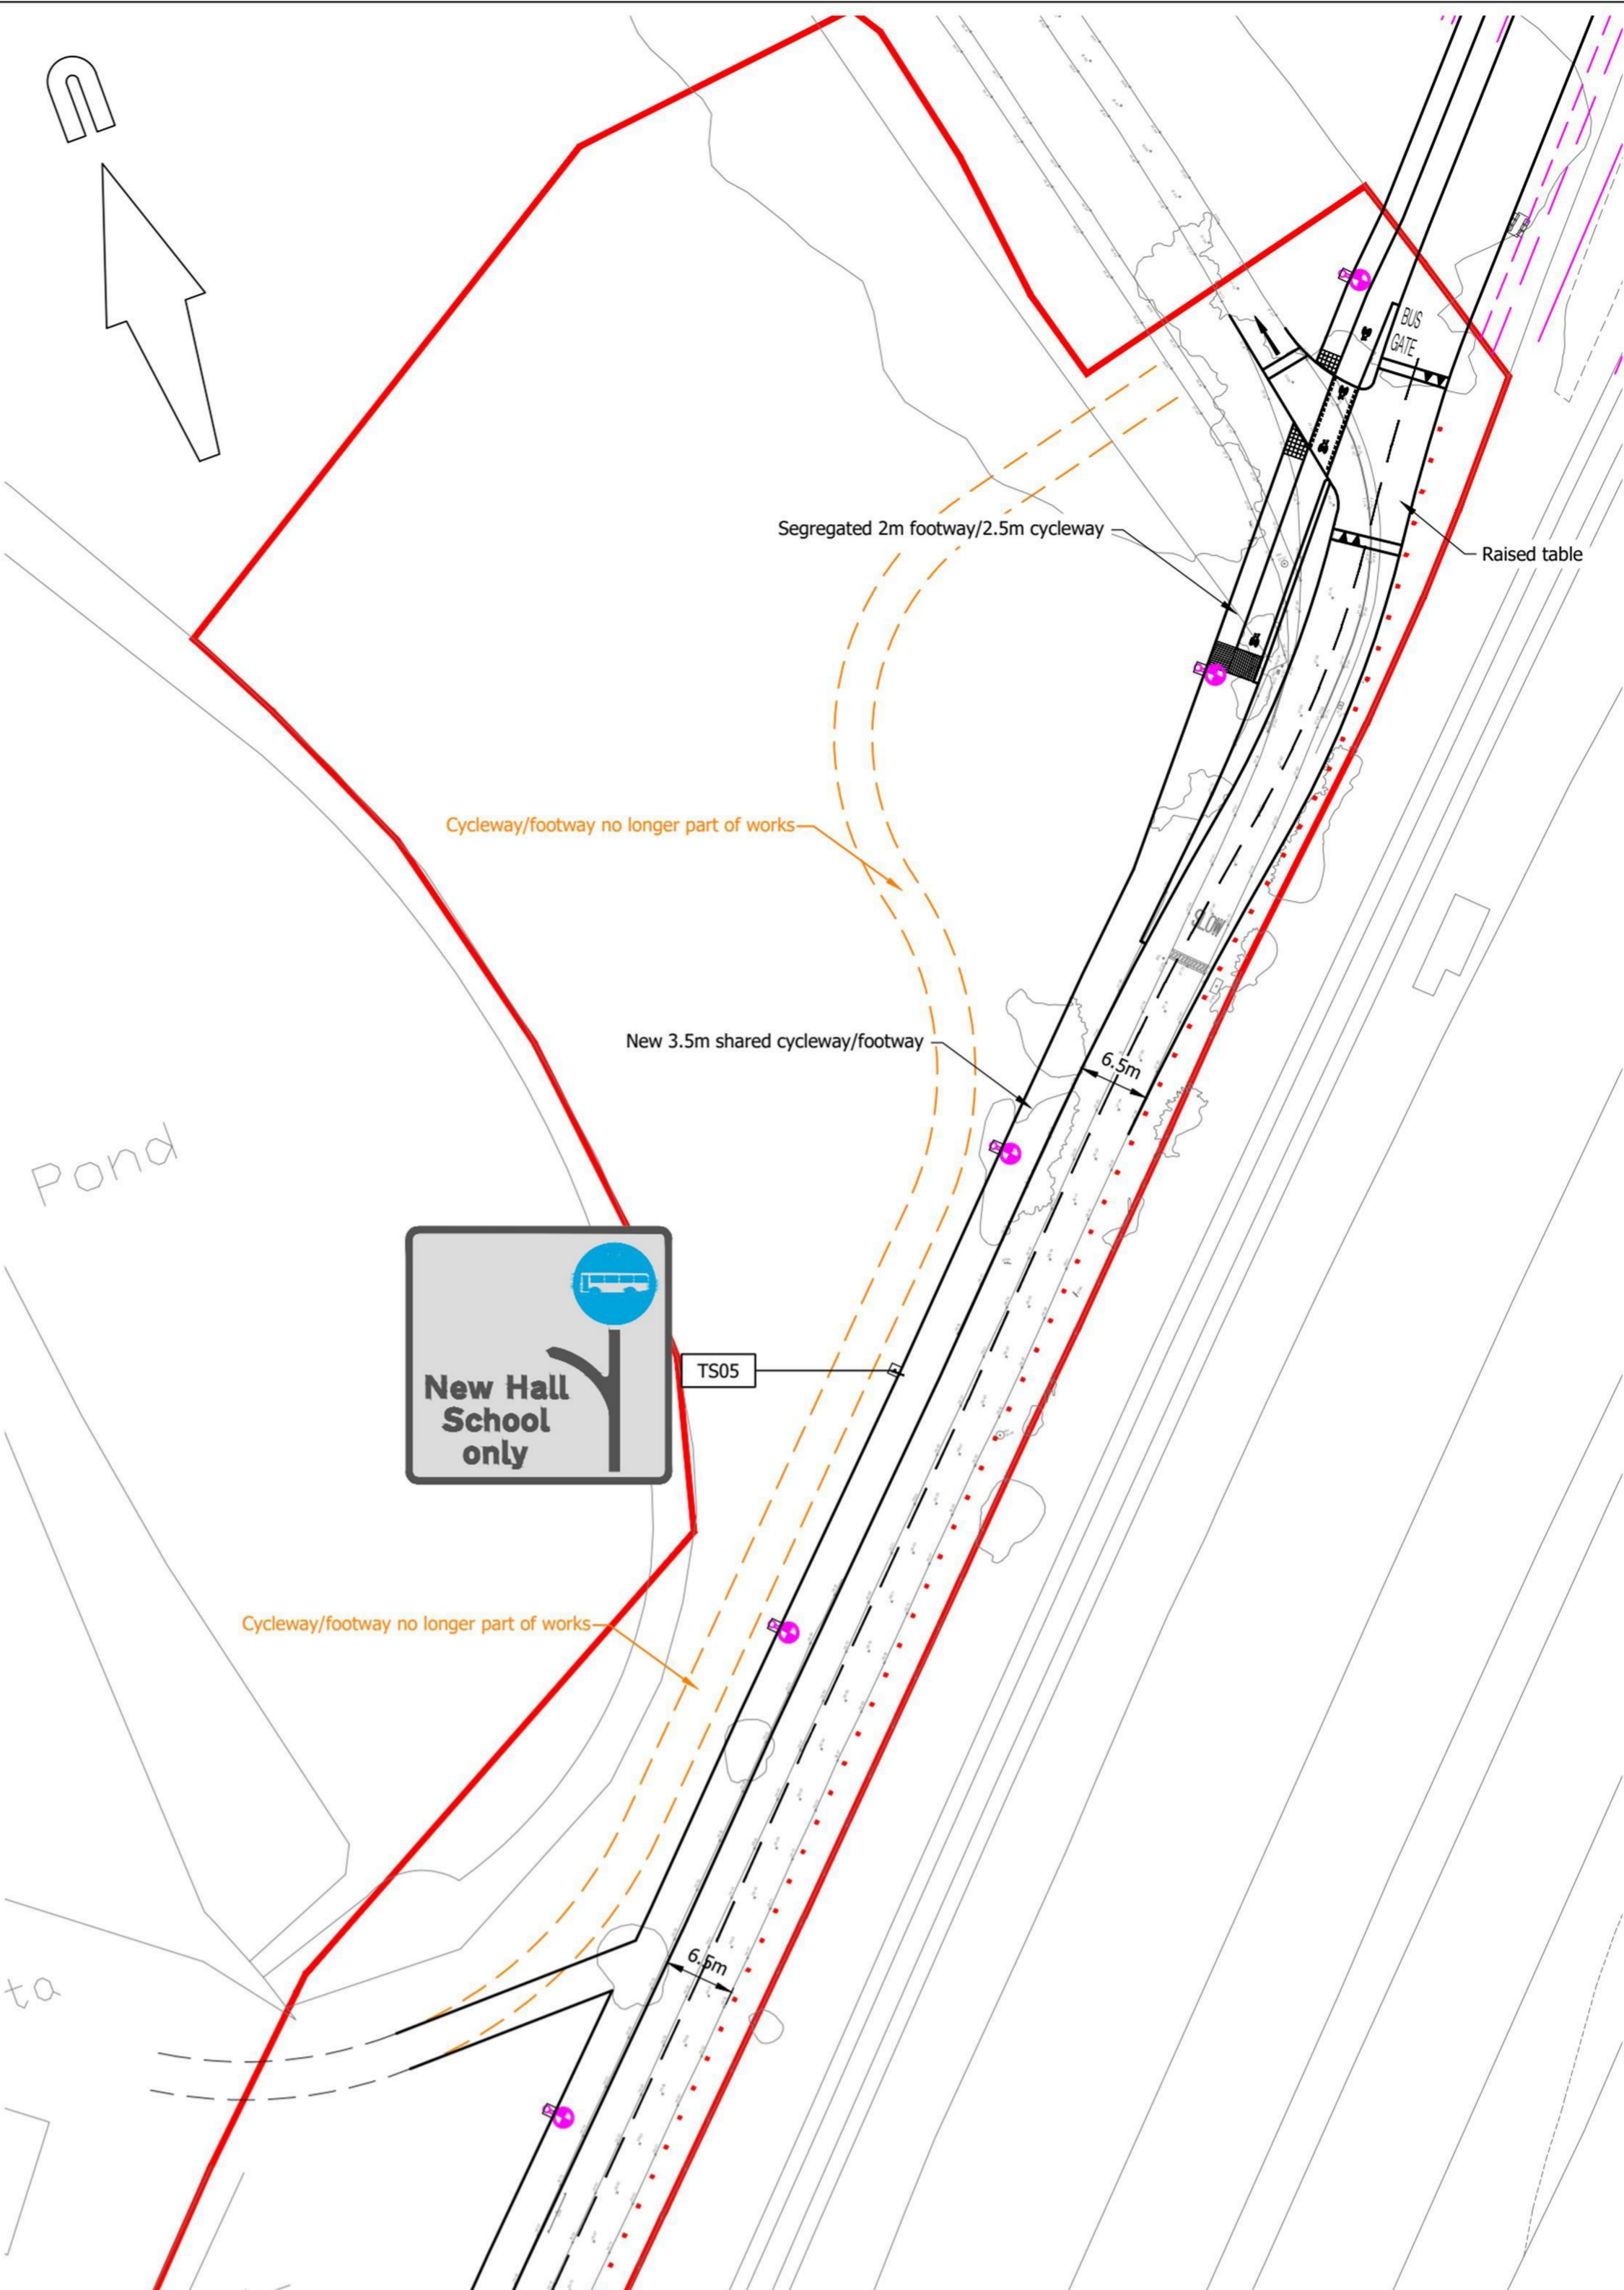 BUS
GATE
Segregated 2m footway/2.5m cycleway
Raised table
Cycleway/footway no longer part of works
SLOW
New 3.5m shared cycleway/footway
6.5m
Pond
New Hall
School
only
TS05
Cycleway/footway no longer part of works
6.5m
ta